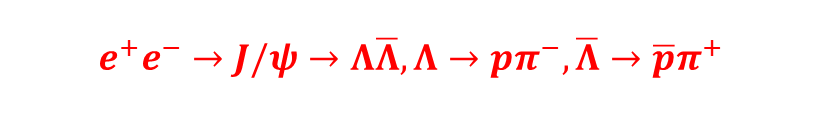 e⁺e⁻ → J/ψ → ΛΛ̅, Λ → pπ⁻, Λ̅ → p̅π⁺